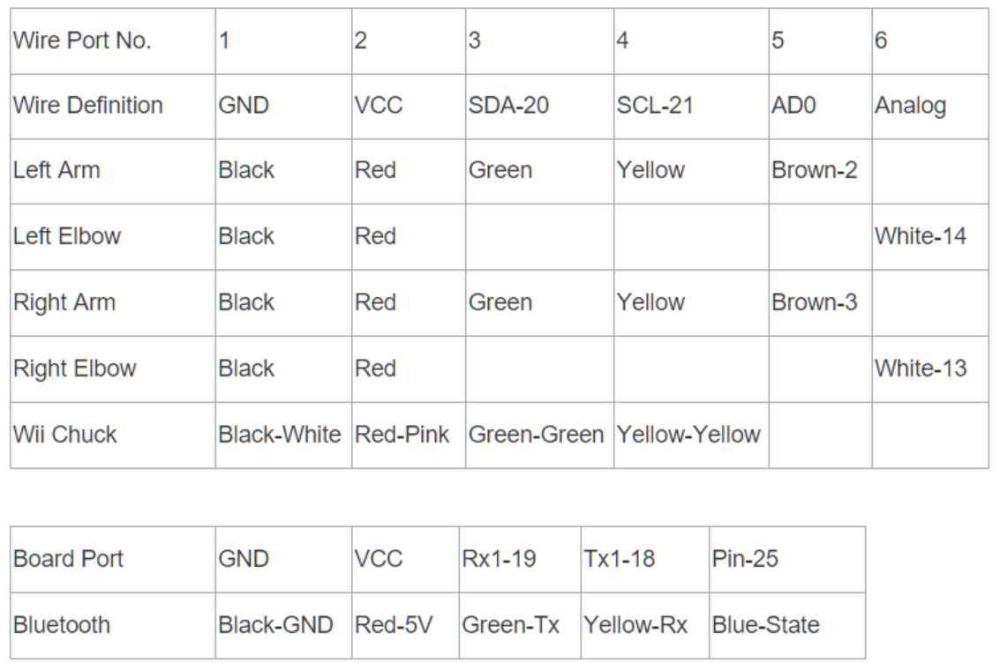 Wire Port No. 1 2 3 4 5 6
Wire Definition GND VCC SDA-20 SCL-21 AD0 Analog
Left Arm Black Red Green Yellow Brown-2
Left Elbow Black Red White-14
Right Arm Black Red Green Yellow Brown-3
Right Elbow Black Red White-13
Wii Chuck Black-White Red-Pink Green-Green Yellow-Yellow
Board Port GND VCC Rx1-19 Tx1-18 Pin-25
Bluetooth Black-GND Red-5V Green-Tx Yellow-Rx Blue-State